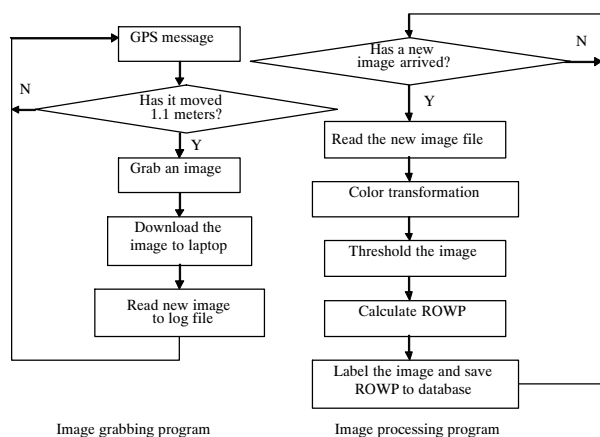 GPS message
N
Has it moved
1.1 meters?
Y
Grab an image
Download the
image to laptop
Read new image
to log file
Image grabbing program
Has a new
image arrived?
N
Y
Read the new image file
Color transformation
Threshold the image
Calculate ROWP
Label the image and save
ROWP to database
Image processing program